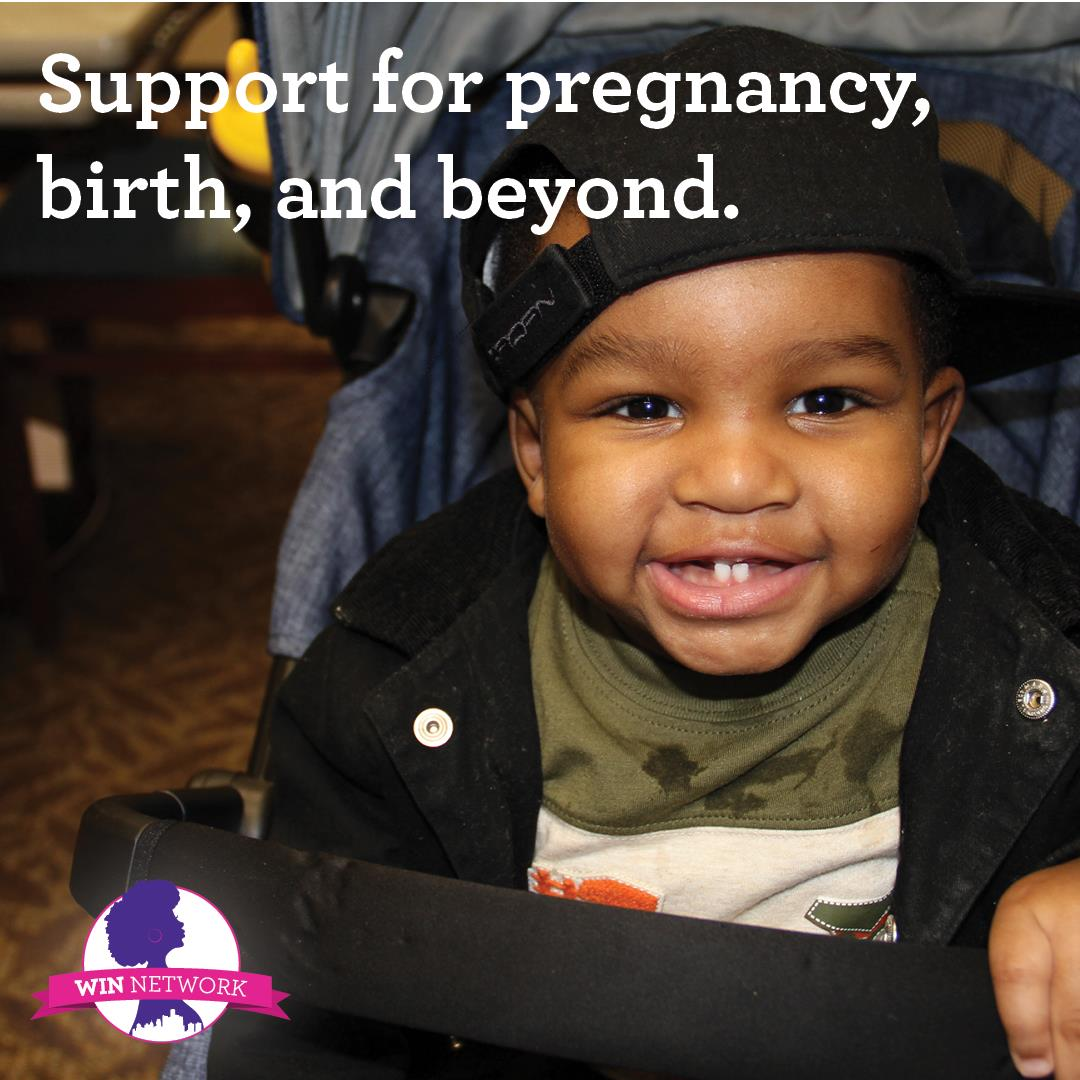 Support for pregnancy,
birth, and beyond.
WIN NETWORK